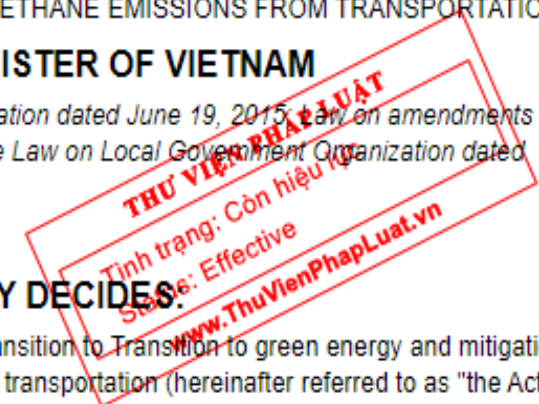 ETHANE EMISSIONS FROM TRANSPORTATIO
ISTER OF VIETNAM
ation dated June 19, 2015; Law on amendments
e Law on Local Government Organization dated
THƯ VIỆN PHÁP LUẬT
Tình trạng: Còn hiệu lực
Status: Effective
www.ThuVienPhapLuat.vn
Y DECIDES:
ansition to Transition to green energy and mitigati
transportation (hereinafter referred to as "the Act